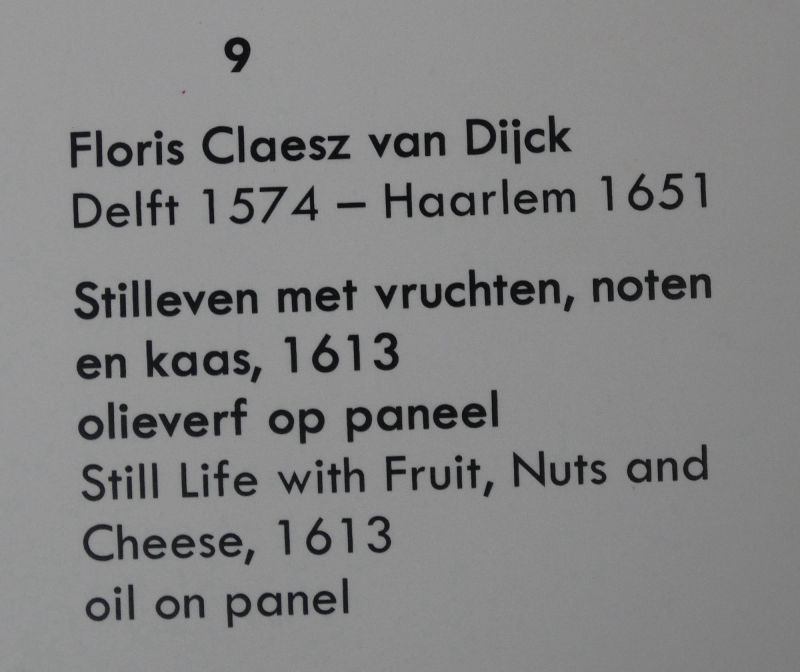 9
Floris Claesz van Dijck
Delft 1574 – Haarlem 1651
Stilleven met vruchten, noten
en kaas, 1613
olieverf op paneel
Still Life with Fruit, Nuts and
Cheese, 1613
oil on panel